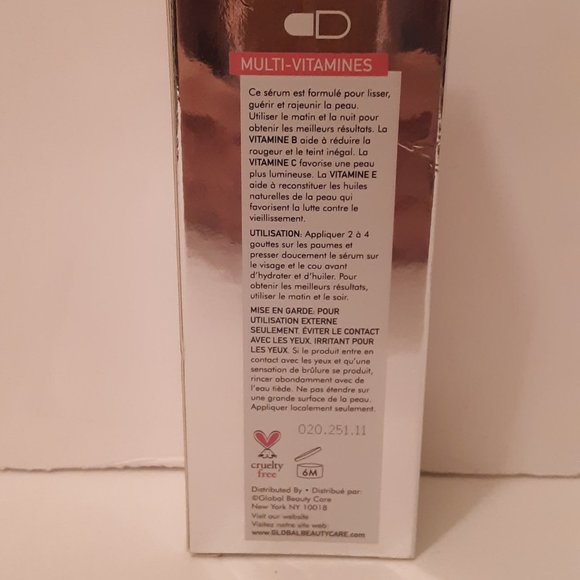 MULTI-VITAMINES
Ce sérum est formulé pour lisser,
guérir et rajeunir la peau.
Utiliser le matin et la nuit pour
obtenir les meilleurs résultats. La
VITAMINE B aide à réduire la
rougeur et le teint inégal. La
VITAMINE C favorise une peau
plus lumineuse. La VITAMINE E
aide à reconstituer les huiles
naturelles de la peau qui
favorisent la lutte contre le
vieillissement.
UTILISATION: Appliquer 2 à 4
gouttes sur les paumes et
presser doucement le sérum sur
le visage et le cou avant
d'hydrater et d'huiler. Pour
obtenir les meilleurs résultats,
utiliser le matin et le soir.
MISE EN GARDE: POUR
UTILISATION EXTERNE
SEULEMENT. ÉVITER LE CONTACT
AVEC LES YEUX. IRRITANT POUR
LES YEUX. Si le produit entre en
contact avec les yeux et qu'une
sensation de brûlure se produit,
rincer abondamment avec de
l'eau tiède. Ne pas étendre sur
une grande surface de la peau.
Appliquer localement seulement.
020.251.11
cruelty
free
6M
Distributed By • Distribué par:
©Global Beauty Care
New York NY 10018
Visit our website
Visitez notre site web:
www.GLOBALBEAUTYCARE.com